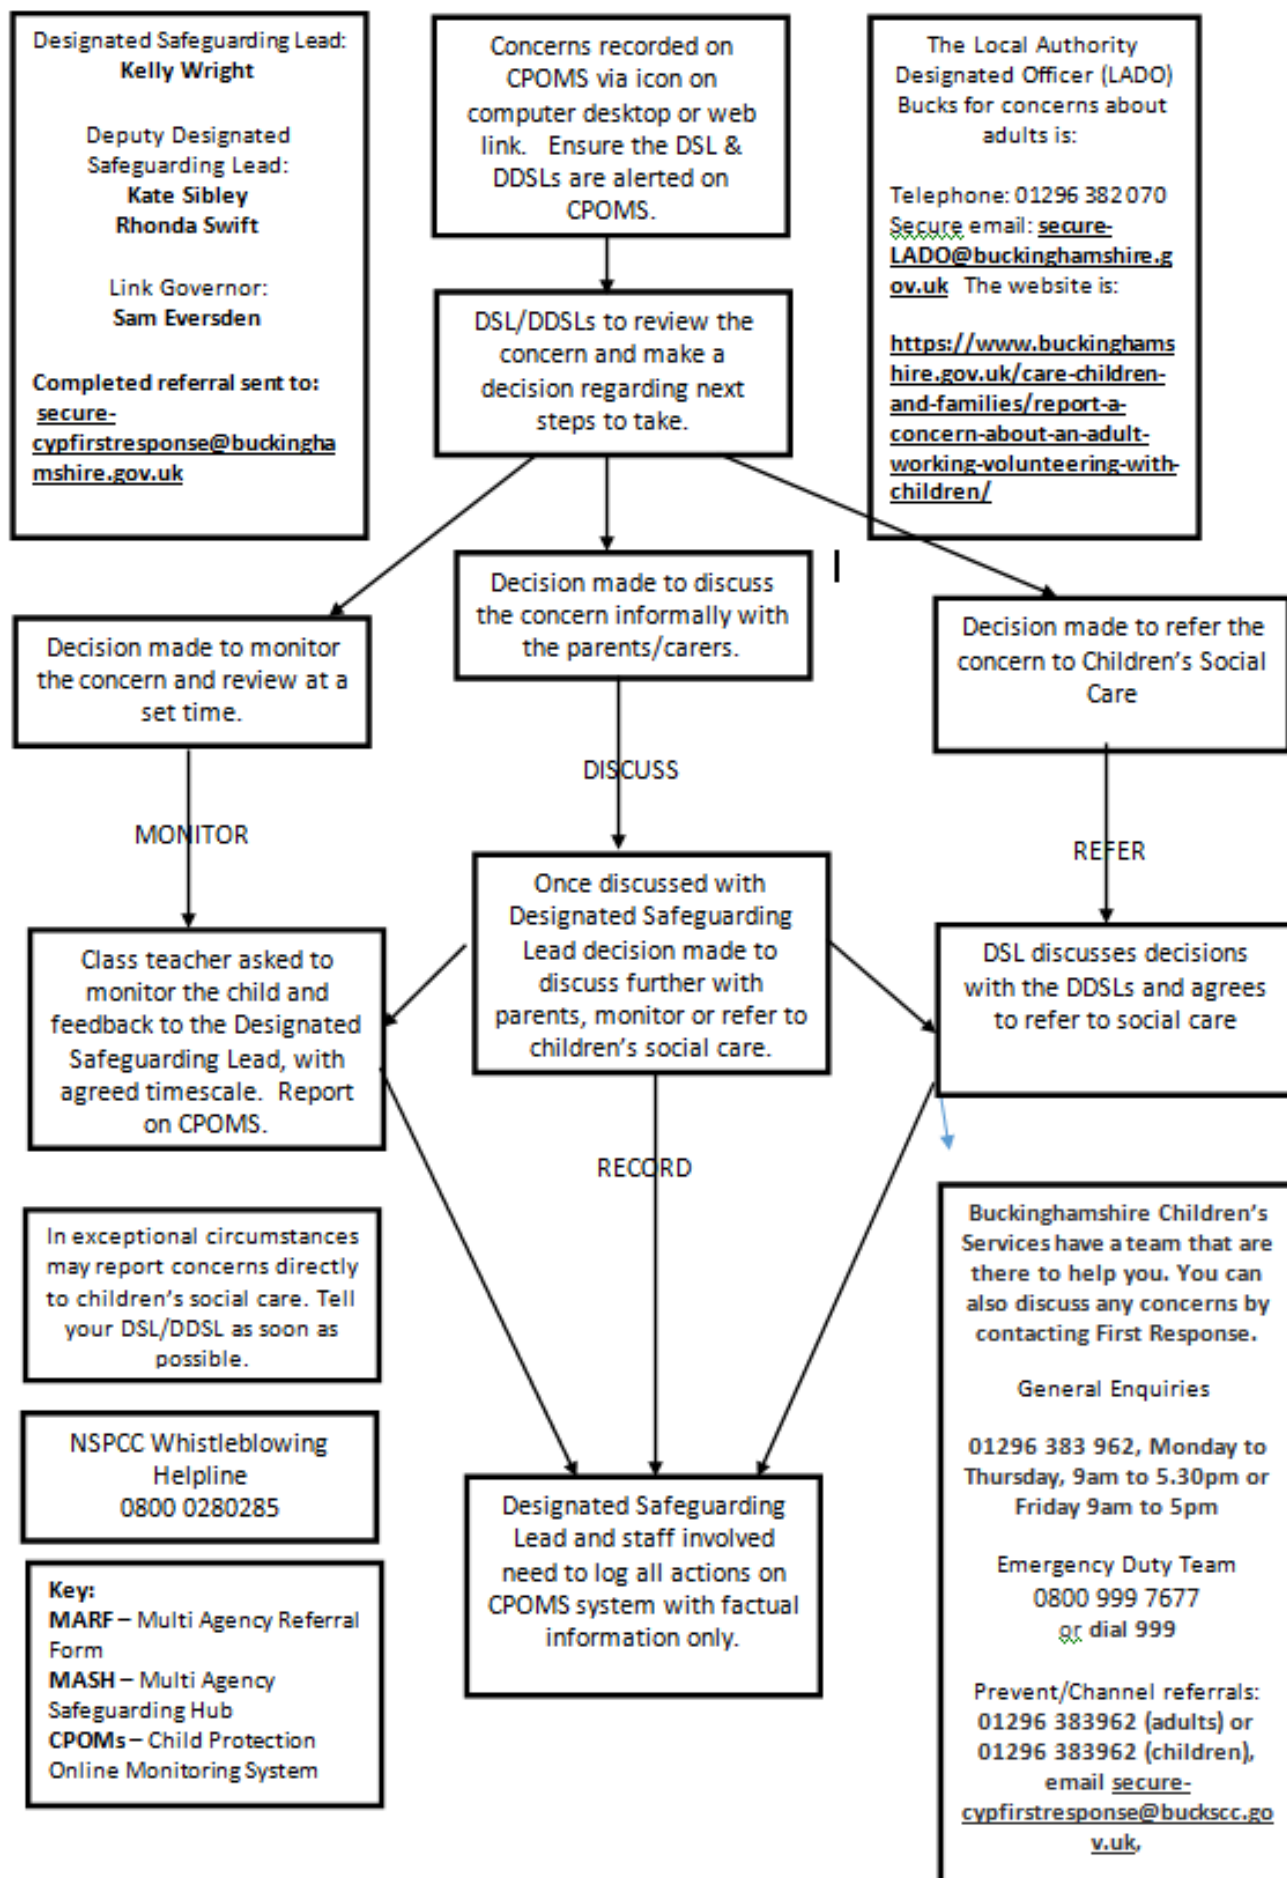 Designated Safeguarding Lead:
Kelly Wright
Deputy Designated
Safeguarding Lead:
Kate Sibley
Rhonda Swift
Link Governor:
Sam Eversden
Completed referral sent to:
secure-
cypfirstresponse@buckingha
mshire.gov.uk
Concerns recorded on
CPOMS via icon on
computer desktop or web
link. Ensure the DSL &
DDSLs are alerted on
CPOMS.
The Local Authority
Designated Officer (LADO)
Bucks for concerns about
adults is:
Telephone: 01296 382070
Secure email: secure-
LADO@buckinghamshire.g
ov.uk The website is:
https://www.buckinghams
hire.gov.uk/care-children-
and-families/report-a-
concern-about-an-adult-
working-volunteering-with-
children/
DSL/DDSLs to review the
concern and make a
decision regarding next
steps to take.
Decision made to monitor
the concern and review at a
set time.
Decision made to discuss
the concern informally with
the parents/carers.
Decision made to refer the
concern to Children's Social
Care
MONITOR
DISCUSS
REFER
Class teacher asked to
monitor the child and
feedback to the Designated
Safeguarding Lead, with
agreed timescale. Report
on CPOMS.
Once discussed with
Designated Safeguarding
Lead decision made to
discuss further with
parents, monitor or refer to
children's social care.
DSL discusses decisions
with the DDSLs and agrees
to refer to social care
RECORD
In exceptional circumstances
may report concerns directly
to children's social care. Tell
your DSL/DDSL as soon as
possible.
NSPCC Whistleblowing
Helpline
0800 0280285
Key:
MARF – Multi Agency Referral
Form
MASH – Multi Agency
Safeguarding Hub
CPOMs – Child Protection
Online Monitoring System
Designated Safeguarding
Lead and staff involved
need to log all actions on
CPOMS system with factual
information only.
Buckinghamshire Children's
Services have a team that are
there to help you. You can
also discuss any concerns by
contacting First Response.
General Enquiries
01296 383 962, Monday to
Thursday, 9am to 5.30pm or
Friday 9am to 5pm
Emergency Duty Team
0800 999 7677
or dial 999
Prevent/Channel referrals:
01296 383962 (adults) or
01296 383962 (children),
email secure-
cypfirstresponse@buckscc.go
v.uk,